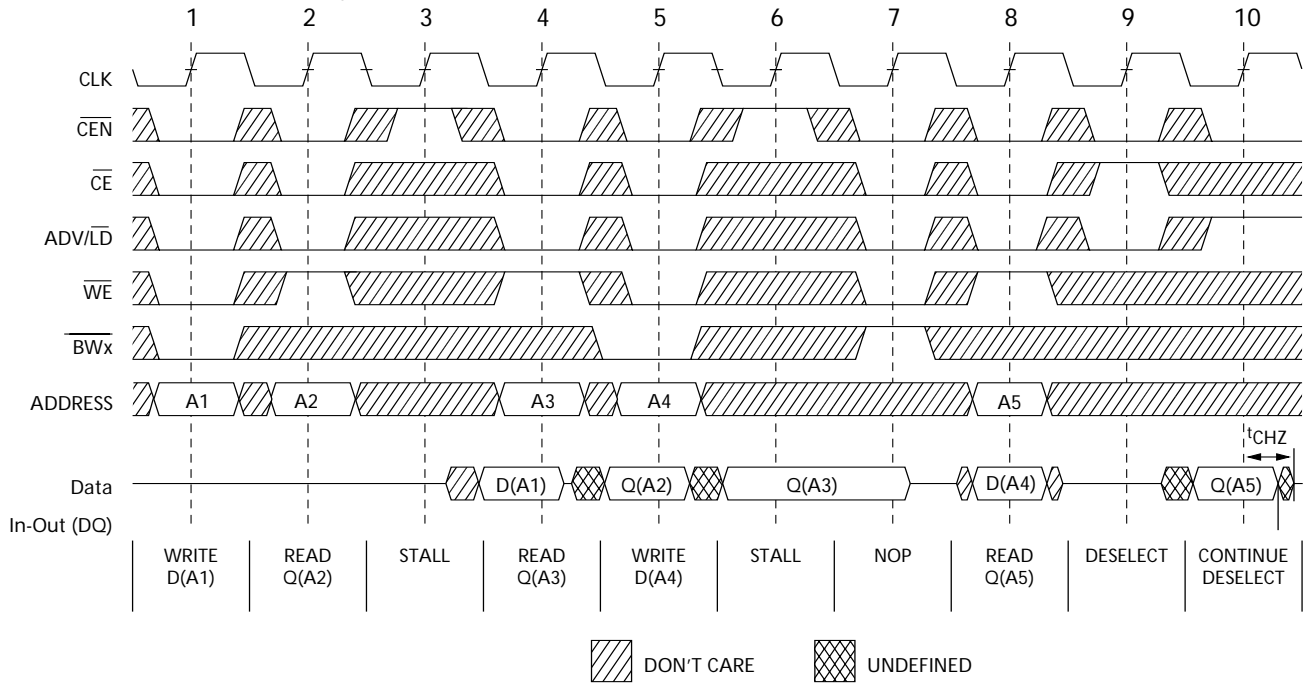 1 2 3 4 5 6 7 8 9 10
CLK
CEN
CE
ADV/LD
WE
BWx
ADDRESS A1 A2 A3 A4 A5
tCHZ
Data D(A1) Q(A2) Q(A3) D(A4) Q(A5)
In-Out (DQ)
WRITE READ STALL READ WRITE STALL NOP READ DESELECT CONTINUE
D(A1) Q(A2) Q(A3) D(A4) Q(A5) DESELECT
DON'T CARE UNDEFINED